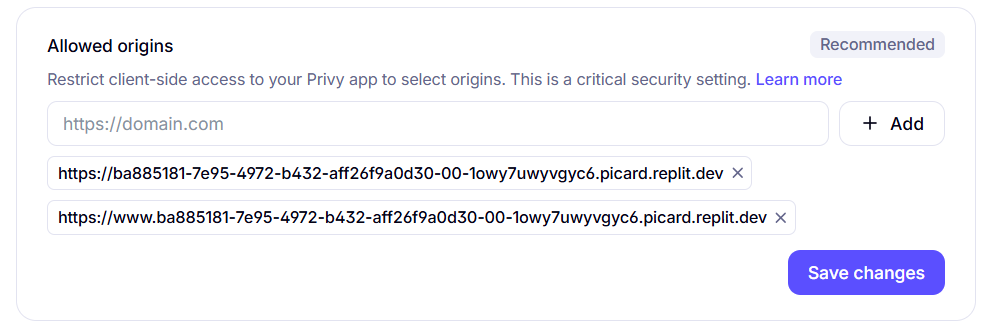 Allowed origins
Recommended
Restrict client-side access to your Privy app to select origins. This is a critical security setting. Learn more
https://domain.com
+ Add
https://ba885181-7e95-4972-b432-aff26f9a0d30-00-1owy7uwyvgyc6.picard.replit.dev ×
https://www.ba885181-7e95-4972-b432-aff26f9a0d30-00-1owy7uwyvgyc6.picard.replit.dev ×
Save changes